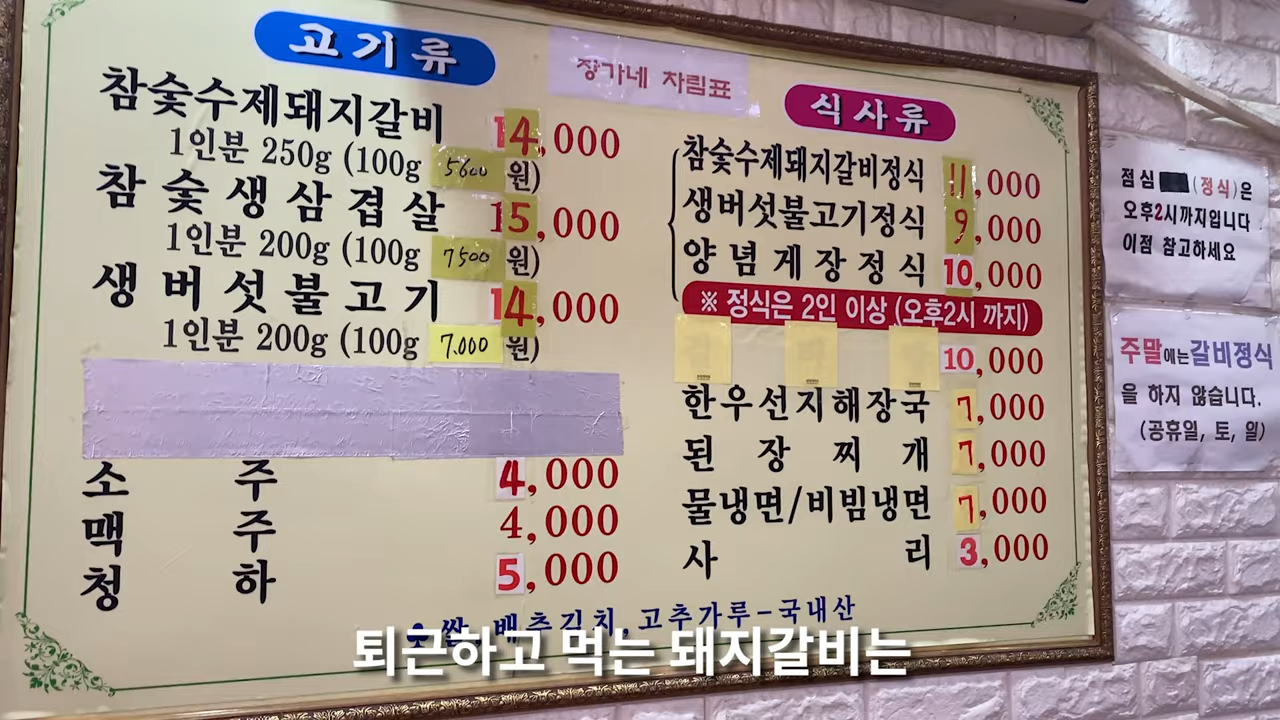 장가네 차림표
고기류
참숯수제돼지갈비 14,000
1인분 250g (100g 5600 원)
참숯생삼겹살 15,000
1인분 200g (100g 7500 원)
생버섯불고기 14,000
1인분 200g (100g 7.000 원)
소주 4,000
맥주 4,000
청하 5,000
식사류
참숯수제돼지갈비정식 11,000
생버섯불고기정식 9,000
양념게장정식 10,000
※ 정식은 2인 이상 (오후2시 까지)
10,000
한우선지해장국 7,000
된장찌개 7,000
물냉면/비빔냉면 7,000
사리 3,000
쌀, 배추김치, 고추가루-국내산
점심 (정식)은
오후2시까지입니다
이점 참고하세요
주말에는갈비정식
을 하지 않습니다.
(공휴일, 토, 일)
퇴근하고 먹는 돼지갈비는